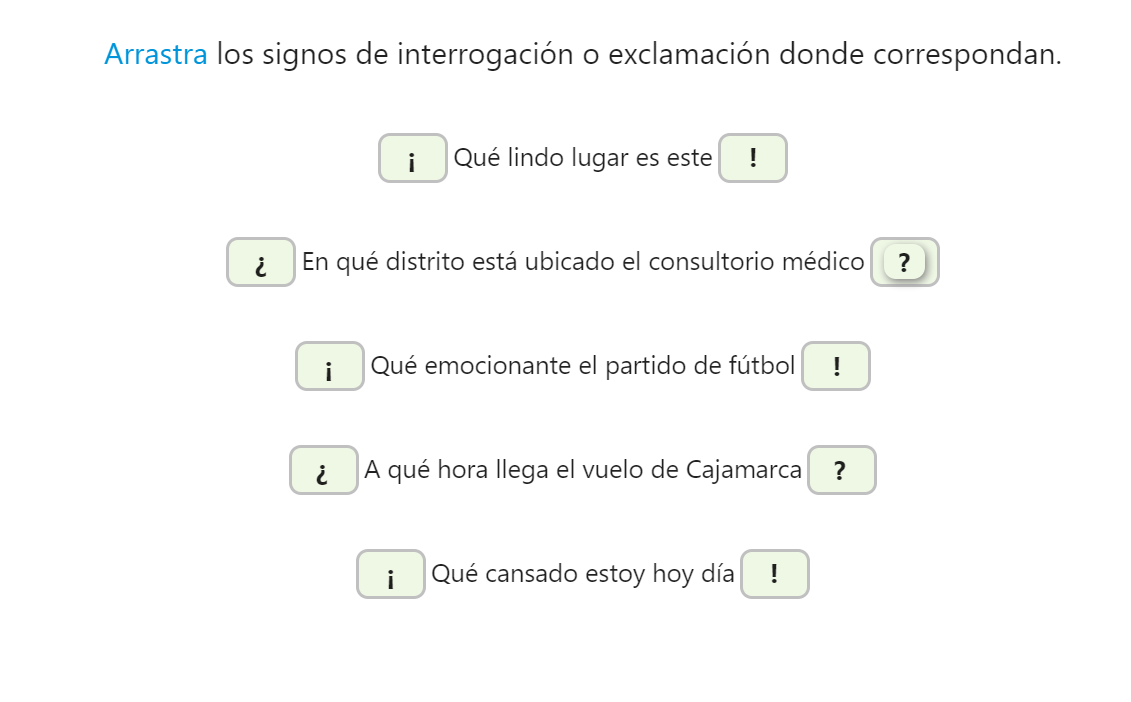 Arrastra los signos de interrogación o exclamación donde correspondan.
¡ Qué lindo lugar es este !
¿ En qué distrito está ubicado el consultorio médico ?
¡ Qué emocionante el partido de fútbol !
¿ A qué hora llega el vuelo de Cajamarca ?
¡ Qué cansado estoy hoy día !